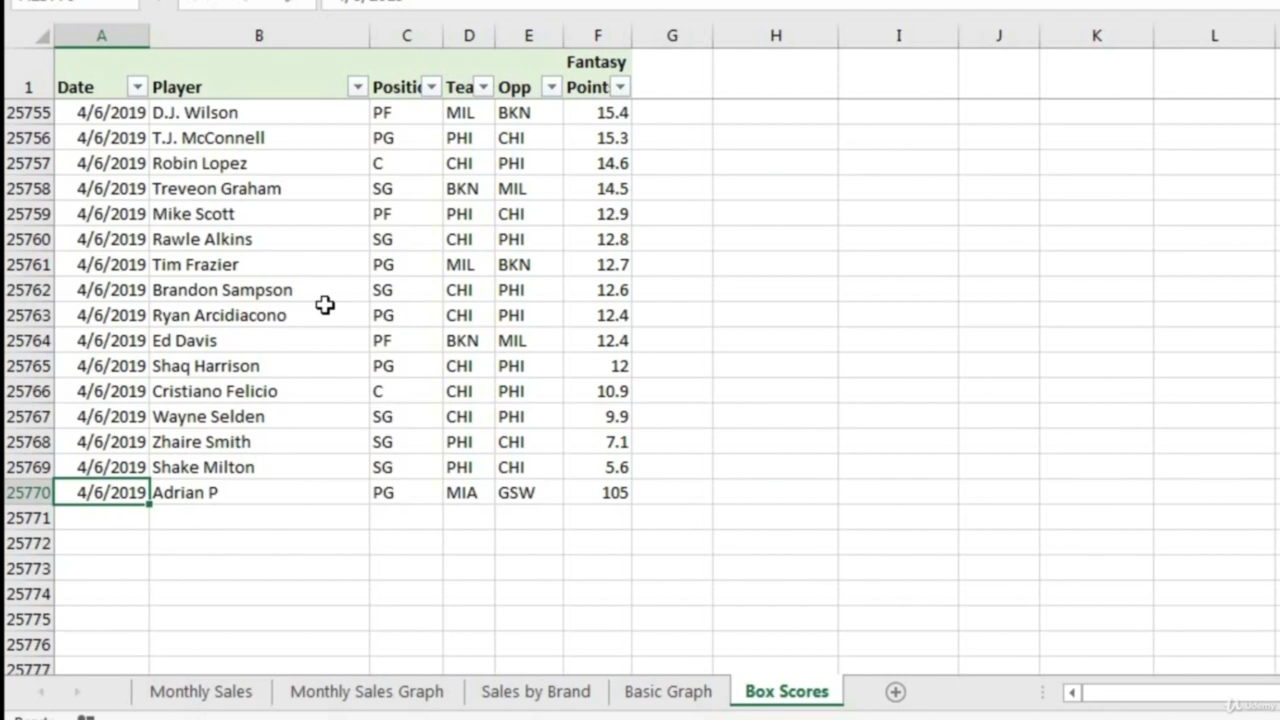 A B C D E F G H I J K L
Fantasy
1 Date Player Positic Tea Opp Point
25755 4/6/2019 D.J. Wilson PF MIL BKN 15.4
25756 4/6/2019 T.J. McConnell PG PHI CHI 15.3
25757 4/6/2019 Robin Lopez C CHI PHI 14.6
25758 4/6/2019 Treveon Graham SG BKN MIL 14.5
25759 4/6/2019 Mike Scott PF PHI CHI 12.9
25760 4/6/2019 Rawle Alkins SG CHI PHI 12.8
25761 4/6/2019 Tim Frazier PG MIL BKN 12.7
25762 4/6/2019 Brandon Sampson SG CHI PHI 12.6
25763 4/6/2019 Ryan Arcidiacono PG CHI PHI 12.4
25764 4/6/2019 Ed Davis PF BKN MIL 12.4
25765 4/6/2019 Shaq Harrison PG CHI PHI 12
25766 4/6/2019 Cristiano Felicio C CHI PHI 10.9
25767 4/6/2019 Wayne Selden SG CHI PHI 9.9
25768 4/6/2019 Zhaire Smith SG PHI CHI 7.1
25769 4/6/2019 Shake Milton SG PHI CHI 5.6
25770 4/6/2019 Adrian P PG MIA GSW 105
25771
25772
25773
25774
25775
25776
25777
Monthly Sales Monthly Sales Graph Sales by Brand Basic Graph Box Scores
Udemy